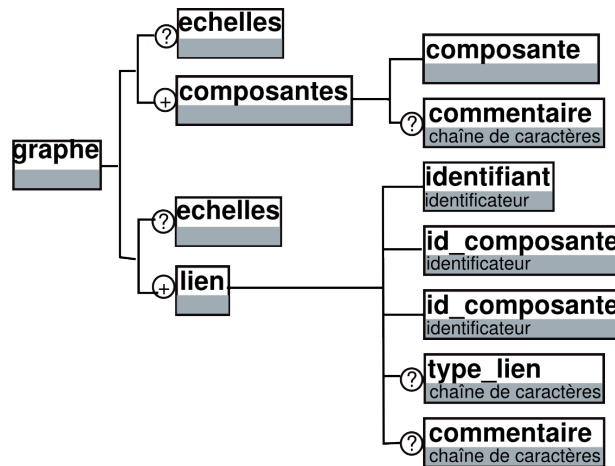 ? echelles
+ composantes
composante
? commentaire
chaîne de caractères
graphe
? echelles
+ lien
identifiant
identificateur
id_composante
identificateur
id_composante
identificateur
? type_lien
chaîne de caractères
? commentaire
chaîne de caractères